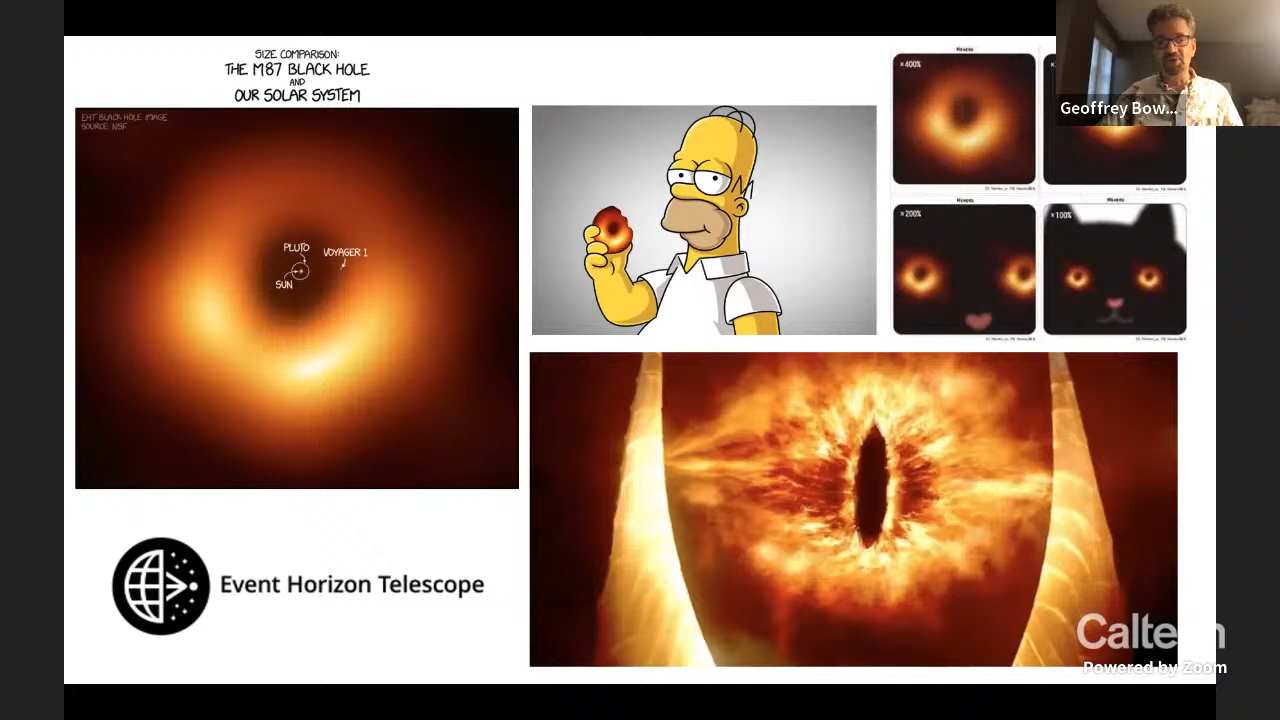 SIZE COMPARISON:
THE M87 BLACK HOLE
AND
OUR SOLAR SYSTEM
EHT BLACK HOLE IMAGE
SOURCE: NSF
PLUTO
VOYAGER 1
SUN
×400%
×200%
×100%
Geoffrey Bow...
Event Horizon Telescope
Caltech
Powered by Zoom